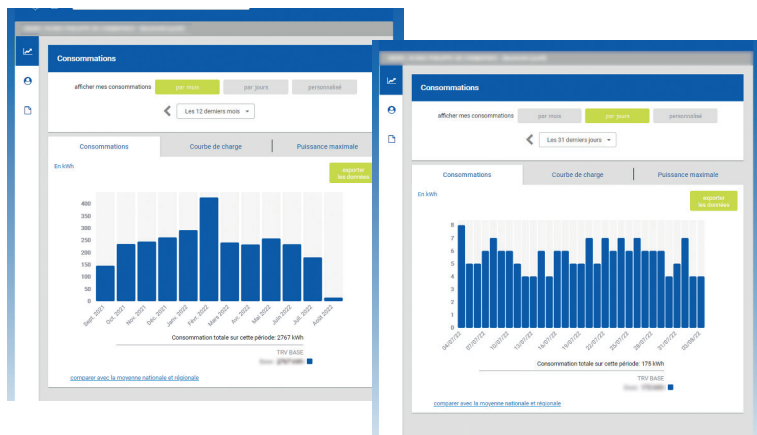 Consommations
afficher mes consommations par mois par jours personnalisé
Les 12 derniers mois
Consommations Courbe de charge Puissance maximale
En kWh
exporter
les données
400
350
300
250
200
150
100
50
0
Sept. 2021 Oct. 2021 Nov. 2021 Déc. 2021 Janv. 2022 Févr. 2022 Mars 2022 Avr. 2022 Mai 2022 Juin 2022 Juil. 2022 Août 2022
Consommation totale sur cette période: 2767 kWh
TRV BASE
comparer avec la moyenne nationale et régionale
Consommations
afficher mes consommations par mois par jours personnalisé
Les 31 derniers jours
Consommations Courbe de charge Puissance maximale
En kWh
exporter
les données
8
7
6
5
4
3
2
1
0
04/07/22 07/07/22 10/07/22 13/07/22 16/07/22 19/07/22 22/07/22 25/07/22 28/07/22 31/07/22 03/08/22
Consommation totale sur cette période: 175 kWh
TRV BASE
comparer avec la moyenne nationale et régionale